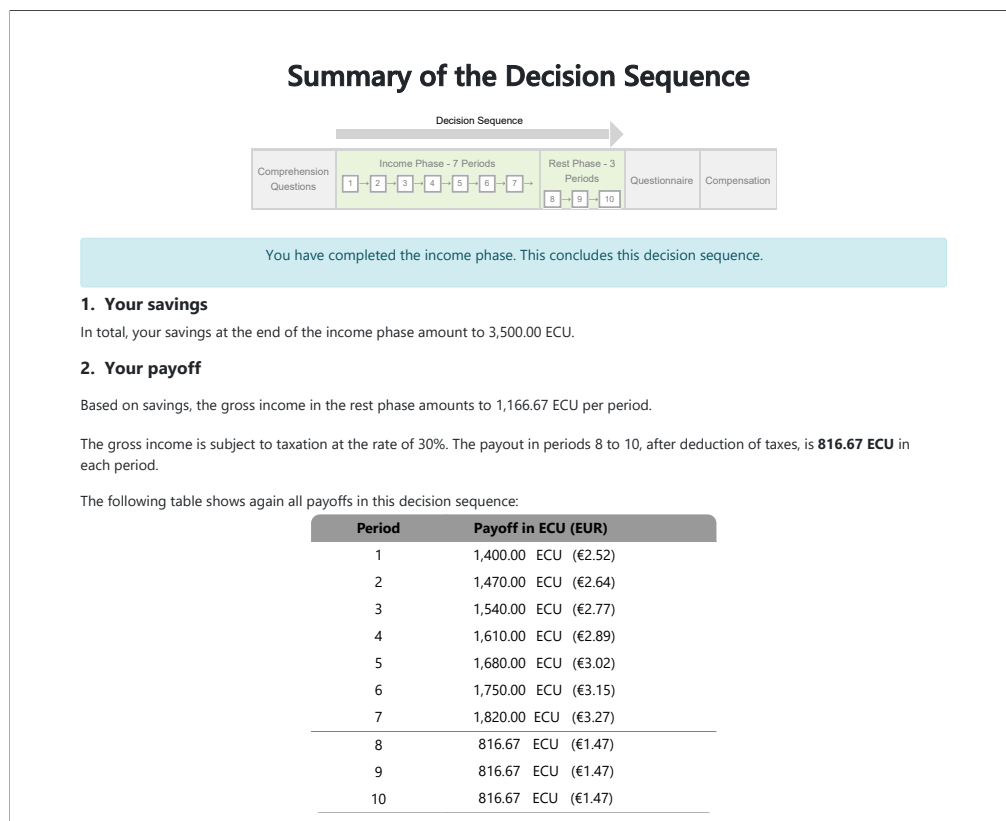 Summary of the Decision Sequence
Decision Sequence
Comprehension
Questions
Income Phase - 7 Periods
1 → 2 → 3 → 4 → 5 → 6 → 7 →
Rest Phase - 3
Periods
8 → 9 → 10
Questionnaire
Compensation
You have completed the income phase. This concludes this decision sequence.
1. Your savings
In total, your savings at the end of the income phase amount to 3,500.00 ECU.
2. Your payoff
Based on savings, the gross income in the rest phase amounts to 1,166.67 ECU per period.
The gross income is subject to taxation at the rate of 30%. The payout in periods 8 to 10, after deduction of taxes, is 816.67 ECU in
each period.
The following table shows again all payoffs in this decision sequence:
Period Payoff in ECU (EUR)
1 1,400.00 ECU (€2.52)
2 1,470.00 ECU (€2.64)
3 1,540.00 ECU (€2.77)
4 1,610.00 ECU (€2.89)
5 1,680.00 ECU (€3.02)
6 1,750.00 ECU (€3.15)
7 1,820.00 ECU (€3.27)
8 816.67 ECU (€1.47)
9 816.67 ECU (€1.47)
10 816.67 ECU (€1.47)